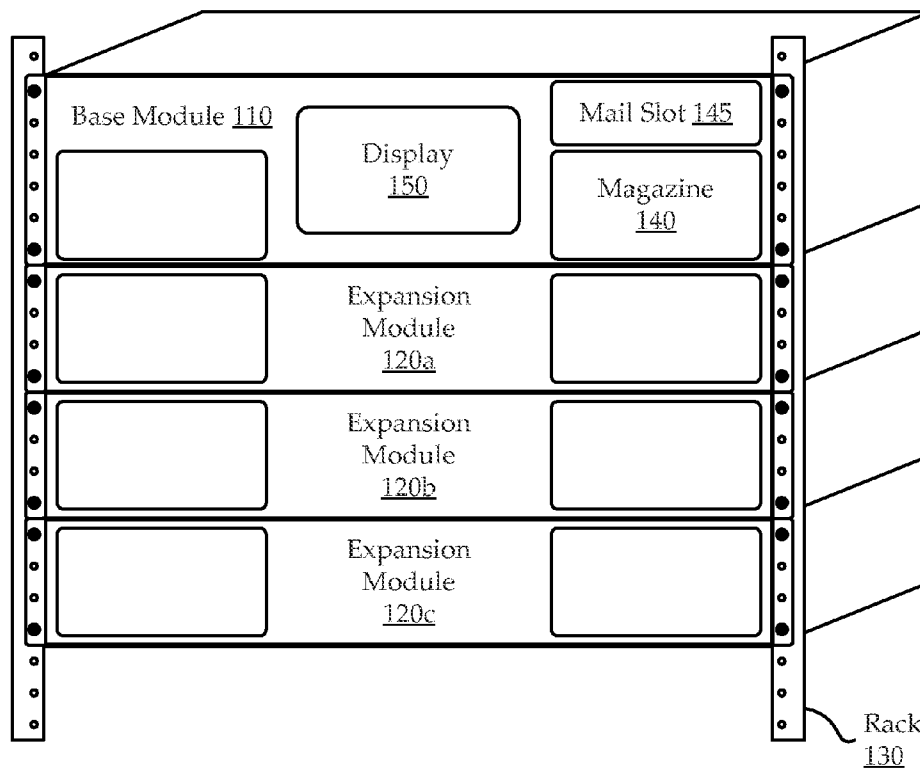 Base Module 110
Display
150
Mail Slot 145
Magazine
140
Expansion
Module
120a
Expansion
Module
120b
Expansion
Module
120c
Rack
130